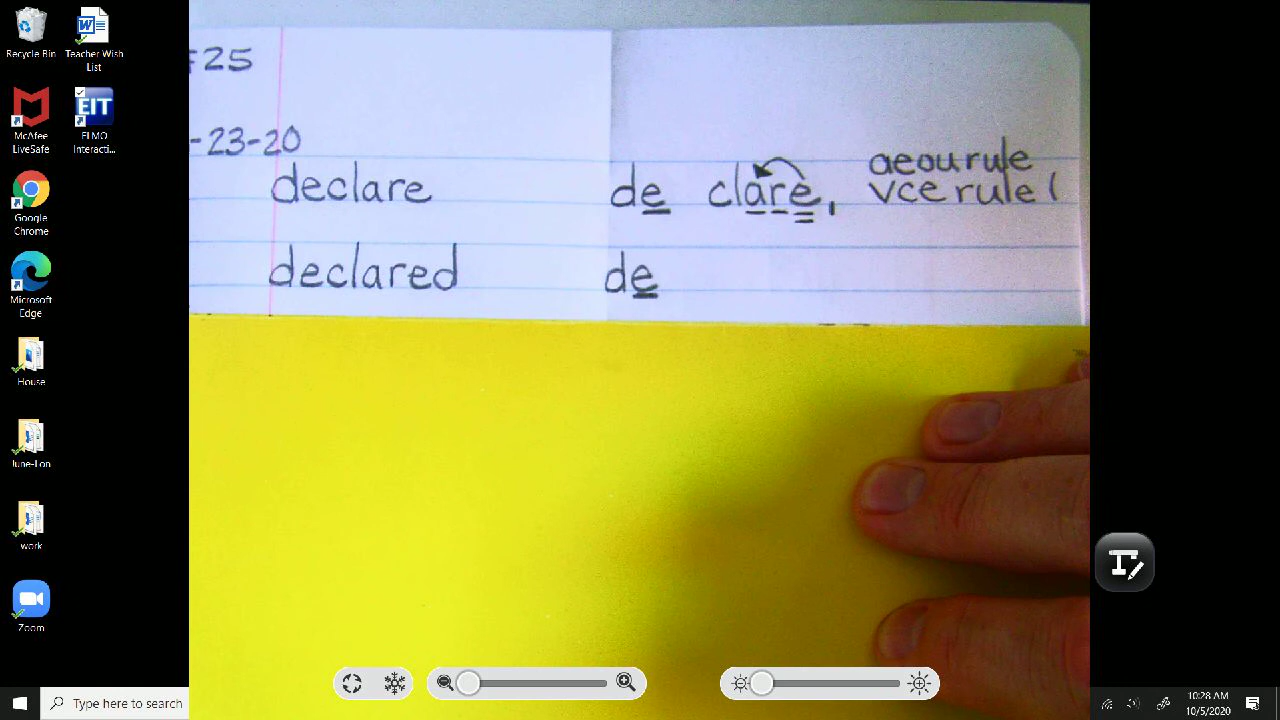 Recycle Bin
Teacher Wish List
McAfee LiveSafe
EIT
ELMO Interacti...
Google Chrome
Microsoft Edge
House
June-Lon
work
Zoom
25
-23-20
declare de clare, aeou rule
vce rule (
declared de
Type here to search
10:28 AM
10/5/2020